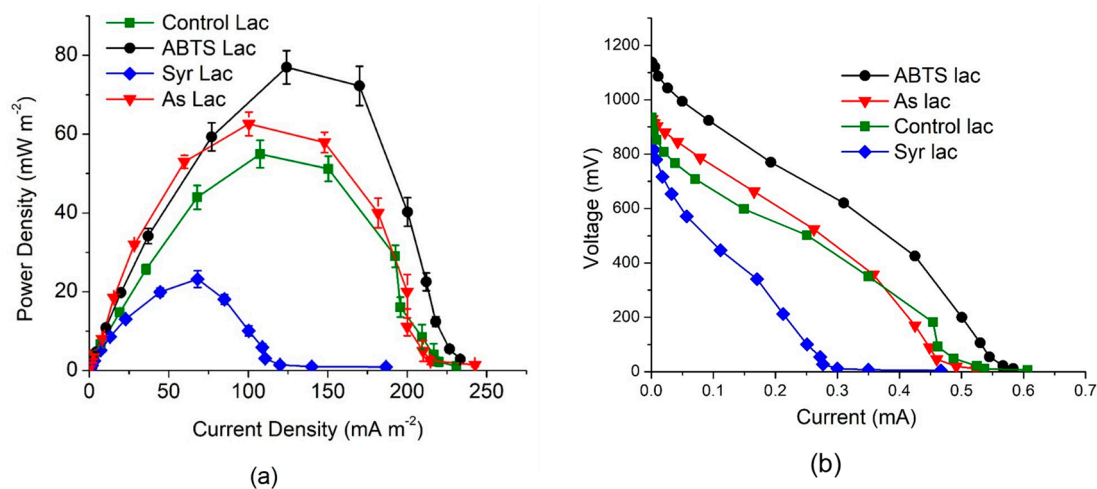 Control Lac
ABTS Lac
Syr Lac
As Lac
80
60
40
20
0
Power Density (mW m-2)
0 50 100 150 200 250
Current Density (mA m-2)
(a)
1200
1000
800
600
400
200
0
Voltage (mV)
ABTS lac
As lac
Control lac
Syr lac
0.0 0.1 0.2 0.3 0.4 0.5 0.6 0.7
Current (mA)
(b)